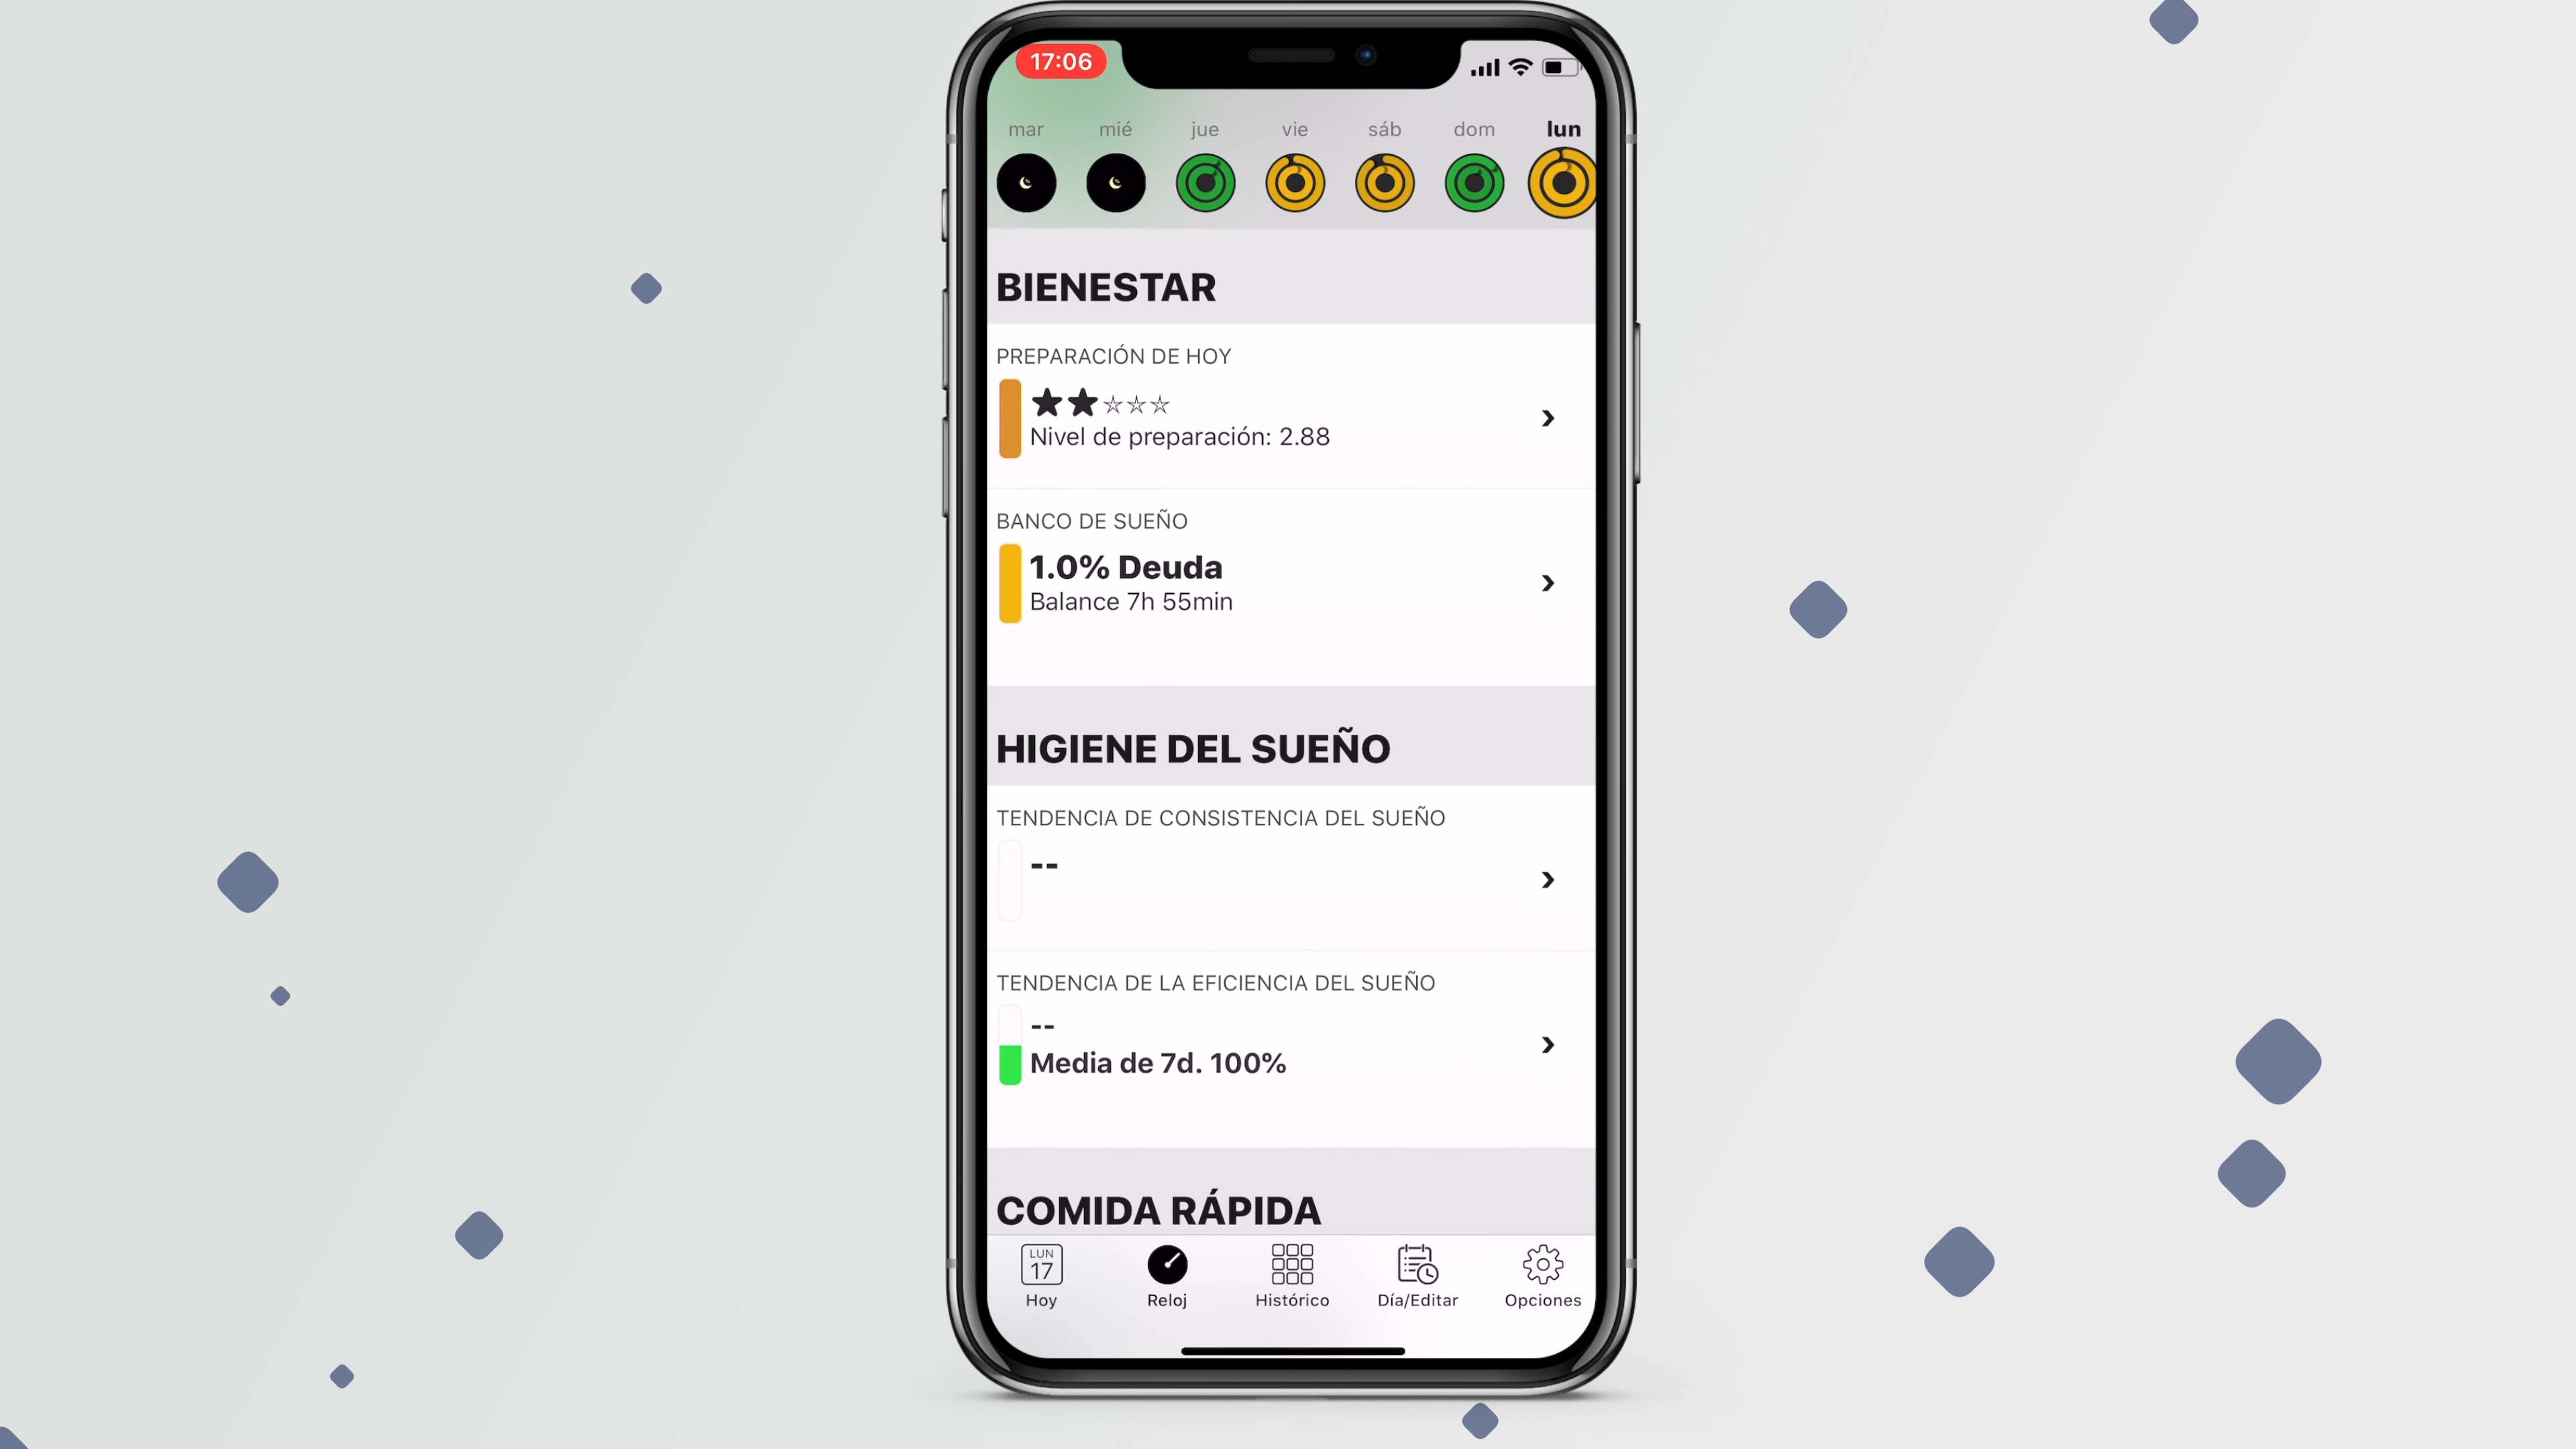 17:06
mar mié jue vie sáb dom lun
BIENESTAR
PREPARACIÓN DE HOY
★★☆☆☆
Nivel de preparación: 2.88
BANCO DE SUEÑO
1.0% Deuda
Balance 7h 55min
HIGIENE DEL SUEÑO
TENDENCIA DE CONSISTENCIA DEL SUEÑO
--
TENDENCIA DE LA EFICIENCIA DEL SUEÑO
--
Media de 7d. 100%
COMIDA RÁPIDA
LUN
17
Hoy Reloj Histórico Día/Editar Opciones